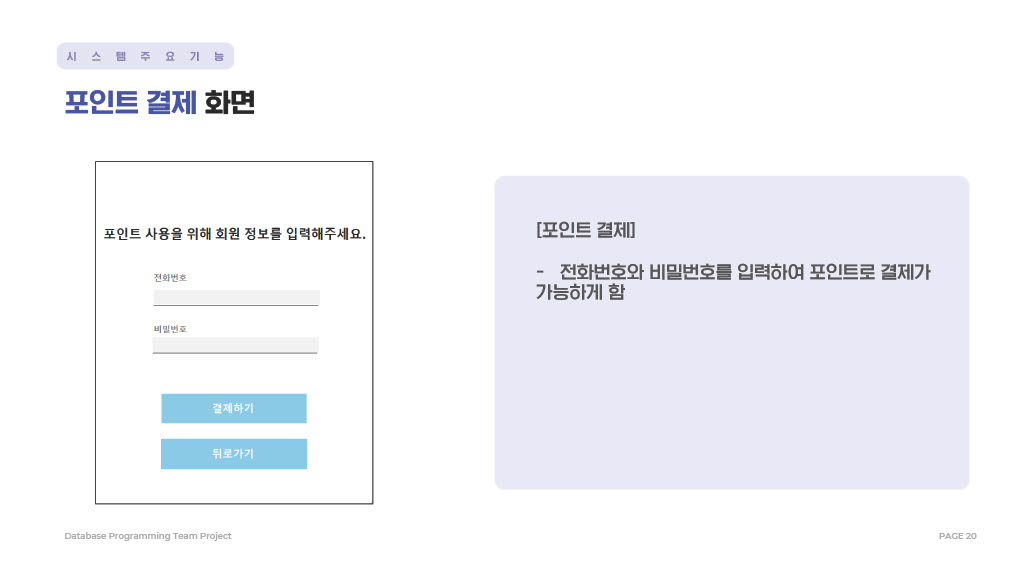 시스템주요기능
포인트 결제 화면
포인트 사용을 위해 회원 정보를 입력해주세요.
전화번호
비밀번호
결제하기
뒤로가기
[포인트 결제]
- 전화번호와 비밀번호를 입력하여 포인트로 결제가
가능하게 함
Database Programming Team Project
PAGE 20